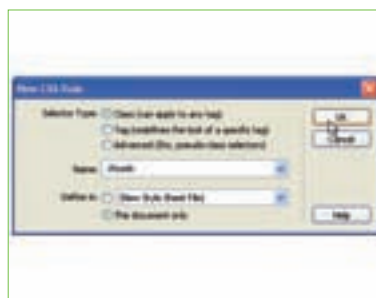 New CSS Rule
Selector Type: Class (can apply to any tag)
Tag (redefines the look of a specific tag)
Advanced (IDs, pseudo-class selectors)
Name:
Define in: (New Style Sheet File)
This document only
OK
Cancel
Help